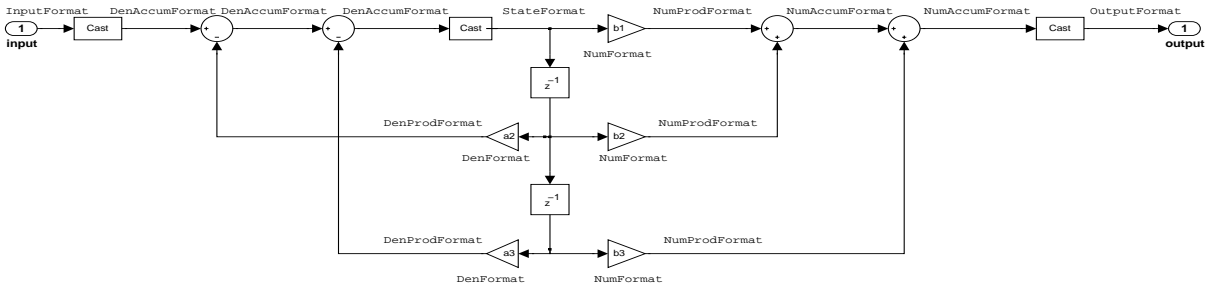 InputFormat DenAccumFormat DenAccumFormat DenAccumFormat StateFormat NumProdFormat NumAccumFormat NumAccumFormat OutputFormat
1 Cast + − + − Cast b1 + + + + Cast 1
input output
NumFormat
z⁻¹
DenProdFormat NumProdFormat
a2 b2
DenFormat NumFormat
z⁻¹
DenProdFormat NumProdFormat
a3 b3
DenFormat NumFormat